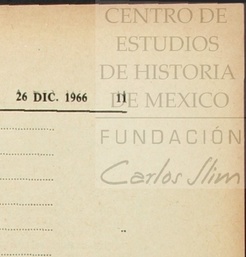 CENTRO DE
ESTUDIOS
DE HISTORIA
DE MEXICO
26 DIC. 1966 11
FUNDACIÓN
Carlos Slim